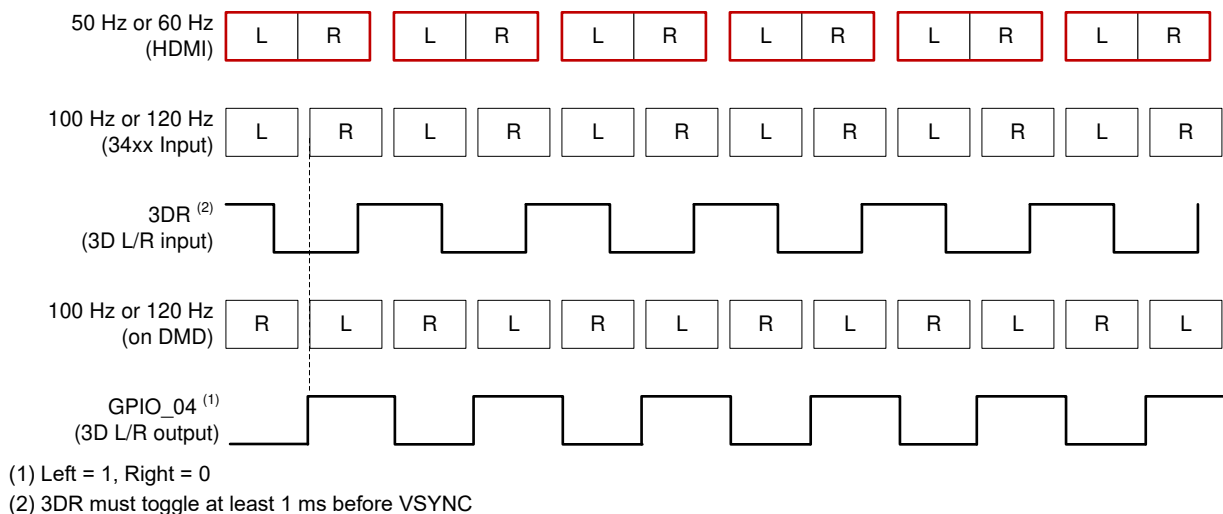 50 Hz or 60 Hz
(HDMI)
L R L R L R L R L R L R
100 Hz or 120 Hz
(34xx Input)
L R L R L R L R L R L R
3DR (2)
(3D L/R input)
100 Hz or 120 Hz
(on DMD)
R L R L R L R L R L R L
GPIO_04 (1)
(3D L/R output)
(1) Left = 1, Right = 0
(2) 3DR must toggle at least 1 ms before VSYNC